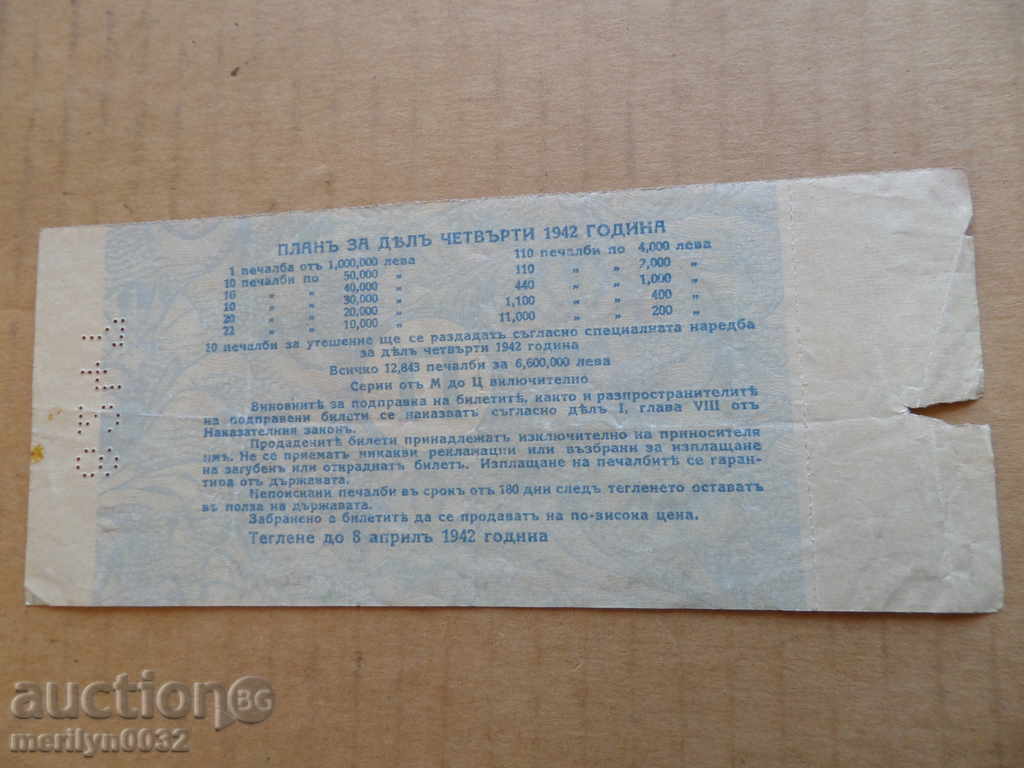 ПЛАНЪ ЗА ДѢЛЪ ЧЕТВЪРТИ 1942 ГОДИНА
1 печалба отъ 1,000,000 лева
10 печалби по 50,000 „
16 „ „ 40,000 „
10 „ „ 30,000 „
20 „ „ 20,000 „
22 „ „ 10,000 „
110 печалби по 4,000 лева
110 „ „ 2,000 „
440 „ „ 1,000 „
1,100 „ „ 400 „
11,000 „ „ 200 „
20 печалби за утешение ще се раздадатъ съгласно специалната наредба
за дѣлъ четвърти 1942 година
Всичко 12,843 печалби за 6,600,000 лева
Серии отъ М до Ц включително
Виновнитѣ за подправка на билетитѣ, както и разпространителитѣ
на подправени билети се наказватъ съгласно дѣлъ I, глава VIII отъ
Наказателния законъ.
Продаденитѣ билети принадлежатъ изключително на приносителя
имъ. Не се приематъ никакви рекламации или възбрани за изплащане
на загубенъ или откраднатъ билетъ. Изплащане на печалбитѣ се гаран-
тира отъ държавата.
Непоискани печалби въ срокъ отъ 180 дни следъ тегленето оставатъ
въ полза на държавата.
Забранено е билетитѣ да се продаватъ на по-висока цена.
Теглене до 8 априлъ 1942 година
auction BG
merilyn0032